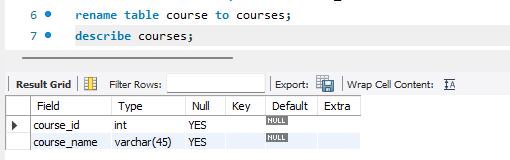 6 rename table course to courses;
7 describe courses;
Result Grid Filter Rows: Export: Wrap Cell Content: IA
Field Type Null Key Default Extra
course_id int YES NULL
course_name varchar(45) YES NULL